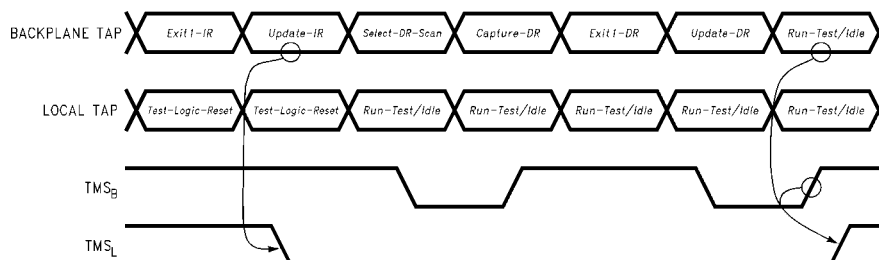 BACKPLANE TAP Exit1-IR Update-IR Select-DR-Scan Capture-DR Exit1-DR Update-DR Run-Test/Idle
LOCAL TAP Test-Logic-Reset Test-Logic-Reset Run-Test/Idle Run-Test/Idle Run-Test/Idle Run-Test/Idle Run-Test/Idle
TMSB
TMSL